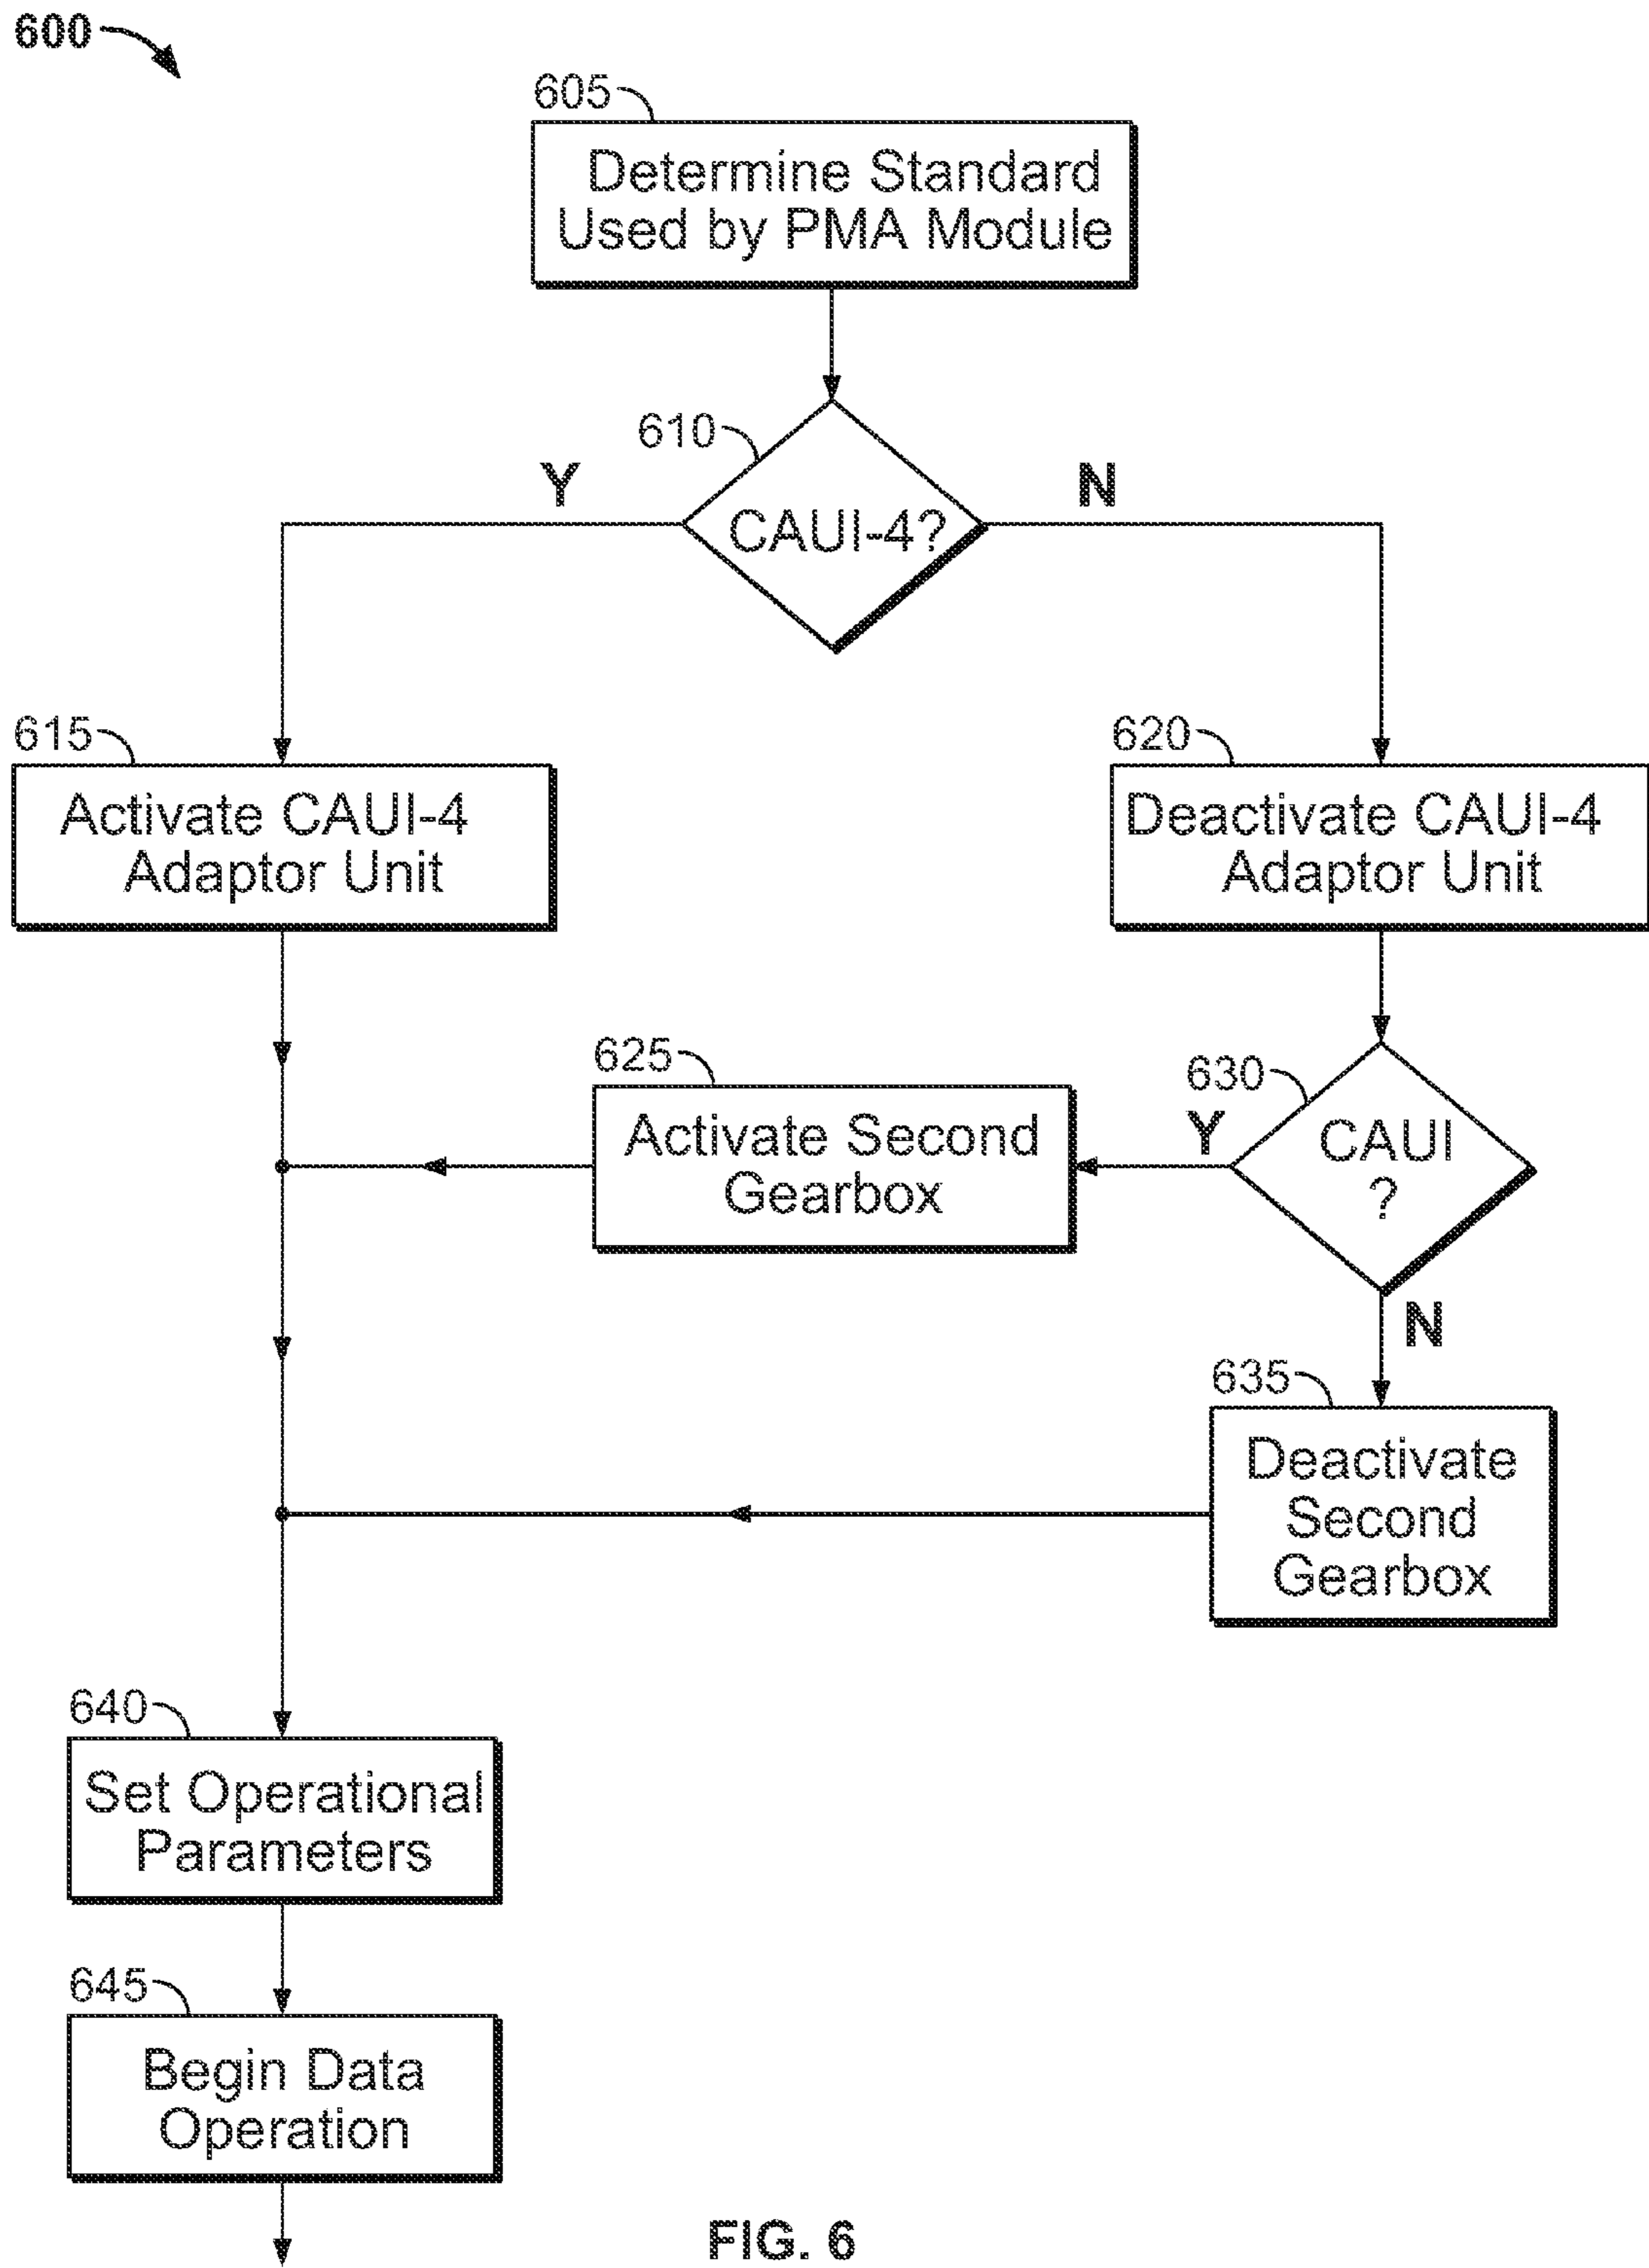 600
605
Determine Standard
Used by PMA Module
610
Y
N
CAUI-4?
615
Activate CAUI-4
Adaptor Unit
620
Deactivate CAUI-4
Adaptor Unit
625
Activate Second
Gearbox
630
Y
CAUI
?
N
635
Deactivate
Second
Gearbox
640
Set Operational
Parameters
645
Begin Data
Operation
FIG. 6